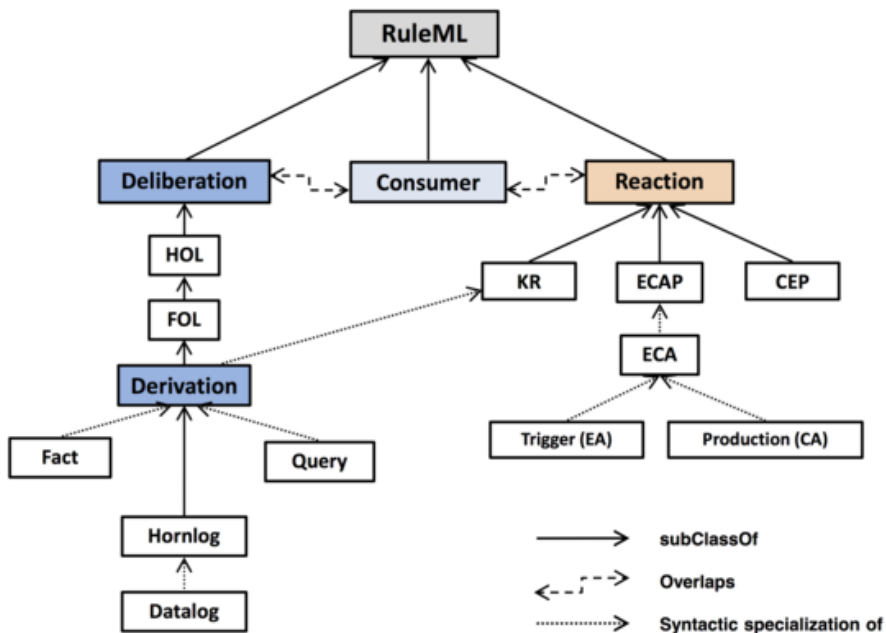 RuleML
Deliberation
Consumer
Reaction
HOL
KR
ECAP
CEP
FOL
ECA
Derivation
Trigger (EA)
Production (CA)
Fact
Query
Hornlog
subClassOf
Overlaps
Datalog
Syntactic specialization of